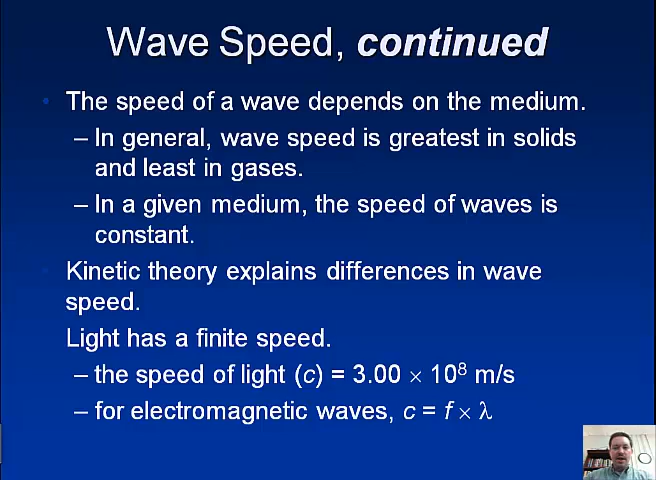 Wave Speed, continued
• The speed of a wave depends on the medium.
– In general, wave speed is greatest in solids
and least in gases.
– In a given medium, the speed of waves is
constant.
• Kinetic theory explains differences in wave
speed.
Light has a finite speed.
– the speed of light (c) = 3.00 × 10⁸ m/s
– for electromagnetic waves, c = f × λ